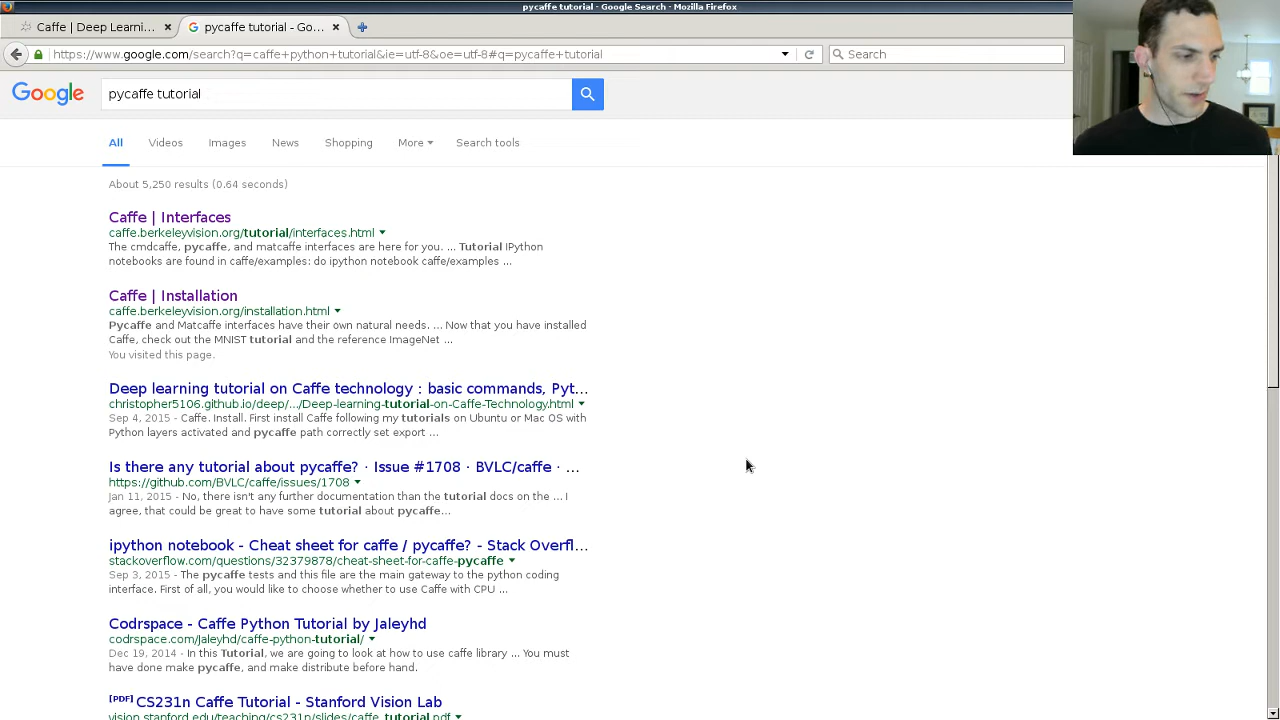 pycaffe tutorial - Google Search - Mozilla Firefox
Caffe | Deep Learni... × pycaffe tutorial - Go... ×
https://www.google.com/search?q=caffe+python+tutorial&ie=utf-8&oe=utf-8#q=pycaffe+tutorial Search
Google pycaffe tutorial
All Videos Images News Shopping More Search tools
About 5,250 results (0.64 seconds)
Caffe | Interfaces
caffe.berkeleyvision.org/tutorial/interfaces.html
The cmdcaffe, pycaffe, and matcaffe interfaces are here for you. ... Tutorial IPython
notebooks are found in caffe/examples: do ipython notebook caffe/examples ...
Caffe | Installation
caffe.berkeleyvision.org/installation.html
Pycaffe and Matcaffe interfaces have their own natural needs. ... Now that you have installed
Caffe, check out the MNIST tutorial and the reference ImageNet ...
You visited this page.
Deep learning tutorial on Caffe technology : basic commands, Pyt...
christopher5106.github.io/deep/.../Deep-learning-tutorial-on-Caffe-Technology.html
Sep 4, 2015 - Caffe. Install. First install Caffe following my tutorials on Ubuntu or Mac OS with
Python layers activated and pycaffe path correctly set export ...
Is there any tutorial about pycaffe? · Issue #1708 · BVLC/caffe · ...
https://github.com/BVLC/caffe/issues/1708
Jan 11, 2015 - No, there isn't any further documentation than the tutorial docs on the ... I
agree, that could be great to have some tutorial about pycaffe...
ipython notebook - Cheat sheet for caffe / pycaffe? - Stack Overfl...
stackoverflow.com/questions/32379878/cheat-sheet-for-caffe-pycaffe
Sep 3, 2015 - The pycaffe tests and this file are the main gateway to the python coding
interface. First of all, you would like to choose whether to use Caffe with CPU ...
Codrspace - Caffe Python Tutorial by Jaleyhd
codrspace.com/Jaleyhd/caffe-python-tutorial/
Dec 19, 2014 - In this Tutorial, we are going to look at how to use caffe library ... You must
have done make pycaffe, and make distribute before hand.
[PDF] CS231n Caffe Tutorial - Stanford Vision Lab
vision.stanford.edu/teaching/cs231n/slides/caffe_tutorial.pdf